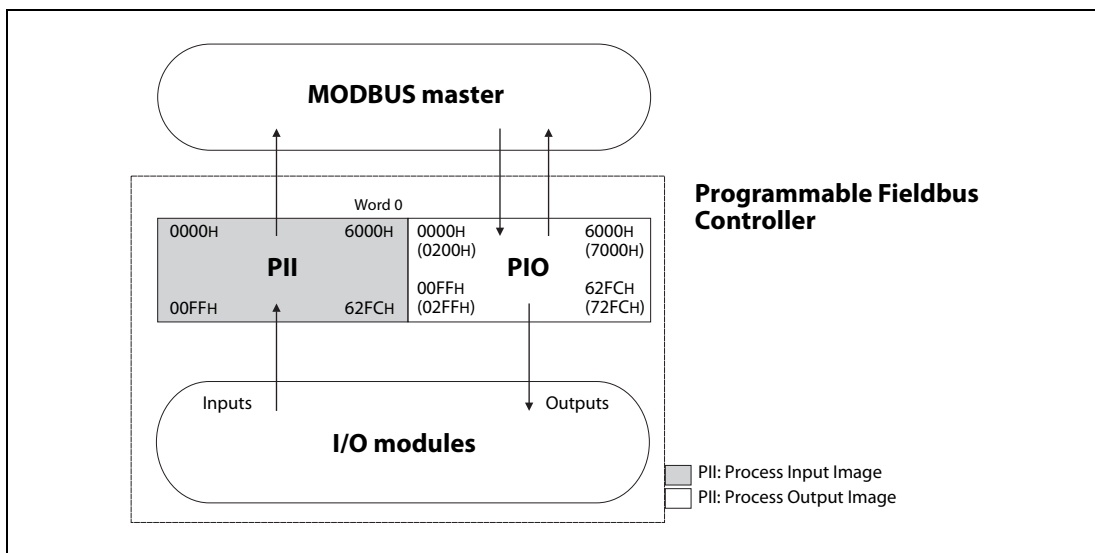 MODBUS master
Programmable Fieldbus
Controller
Word 0
0000H 6000H 0000H 6000H
(0200H) (7000H)
PII PIO
00FFH 62FCH 00FFH 62FCH
(02FFH) (72FCH)
Inputs Outputs
I/O modules
PII: Process Input Image
PII: Process Output Image